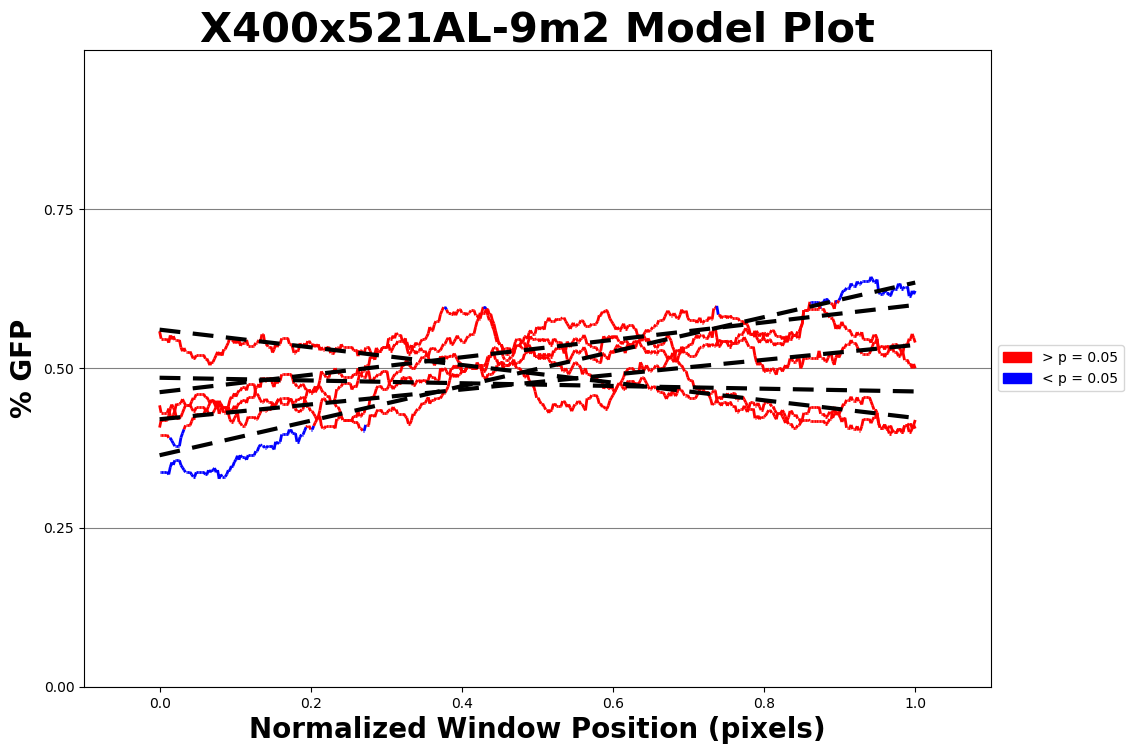 X400x521AL-9m2 Model Plot
% GFP
0.75
0.50
0.25
0.00
0.0 0.2 0.4 0.6 0.8 1.0
Normalized Window Position (pixels)
> p = 0.05
< p = 0.05